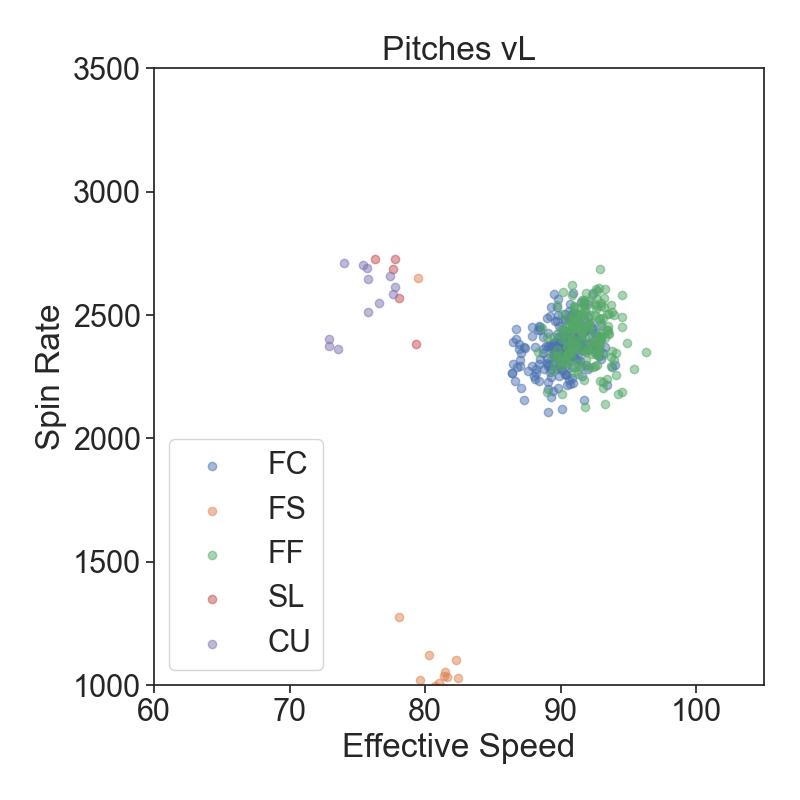 Pitches vL
3500
3000
2500
2000
1500
1000
Spin Rate
FC
FS
FF
SL
CU
60 70 80 90 100
Effective Speed